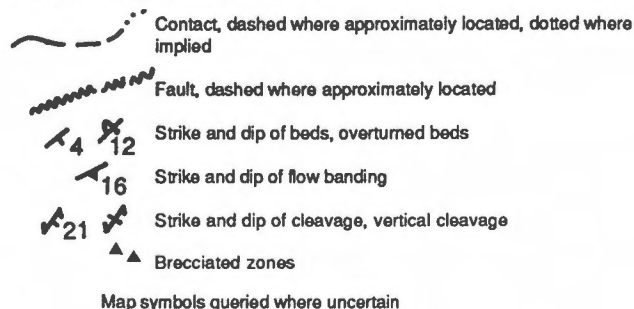 Contact, dashed where approximately located, dotted where
implied
Fault, dashed where approximately located
4 12 Strike and dip of beds, overturned beds
16 Strike and dip of flow banding
21 Strike and dip of cleavage, vertical cleavage
Brecciated zones
Map symbols queried where uncertain